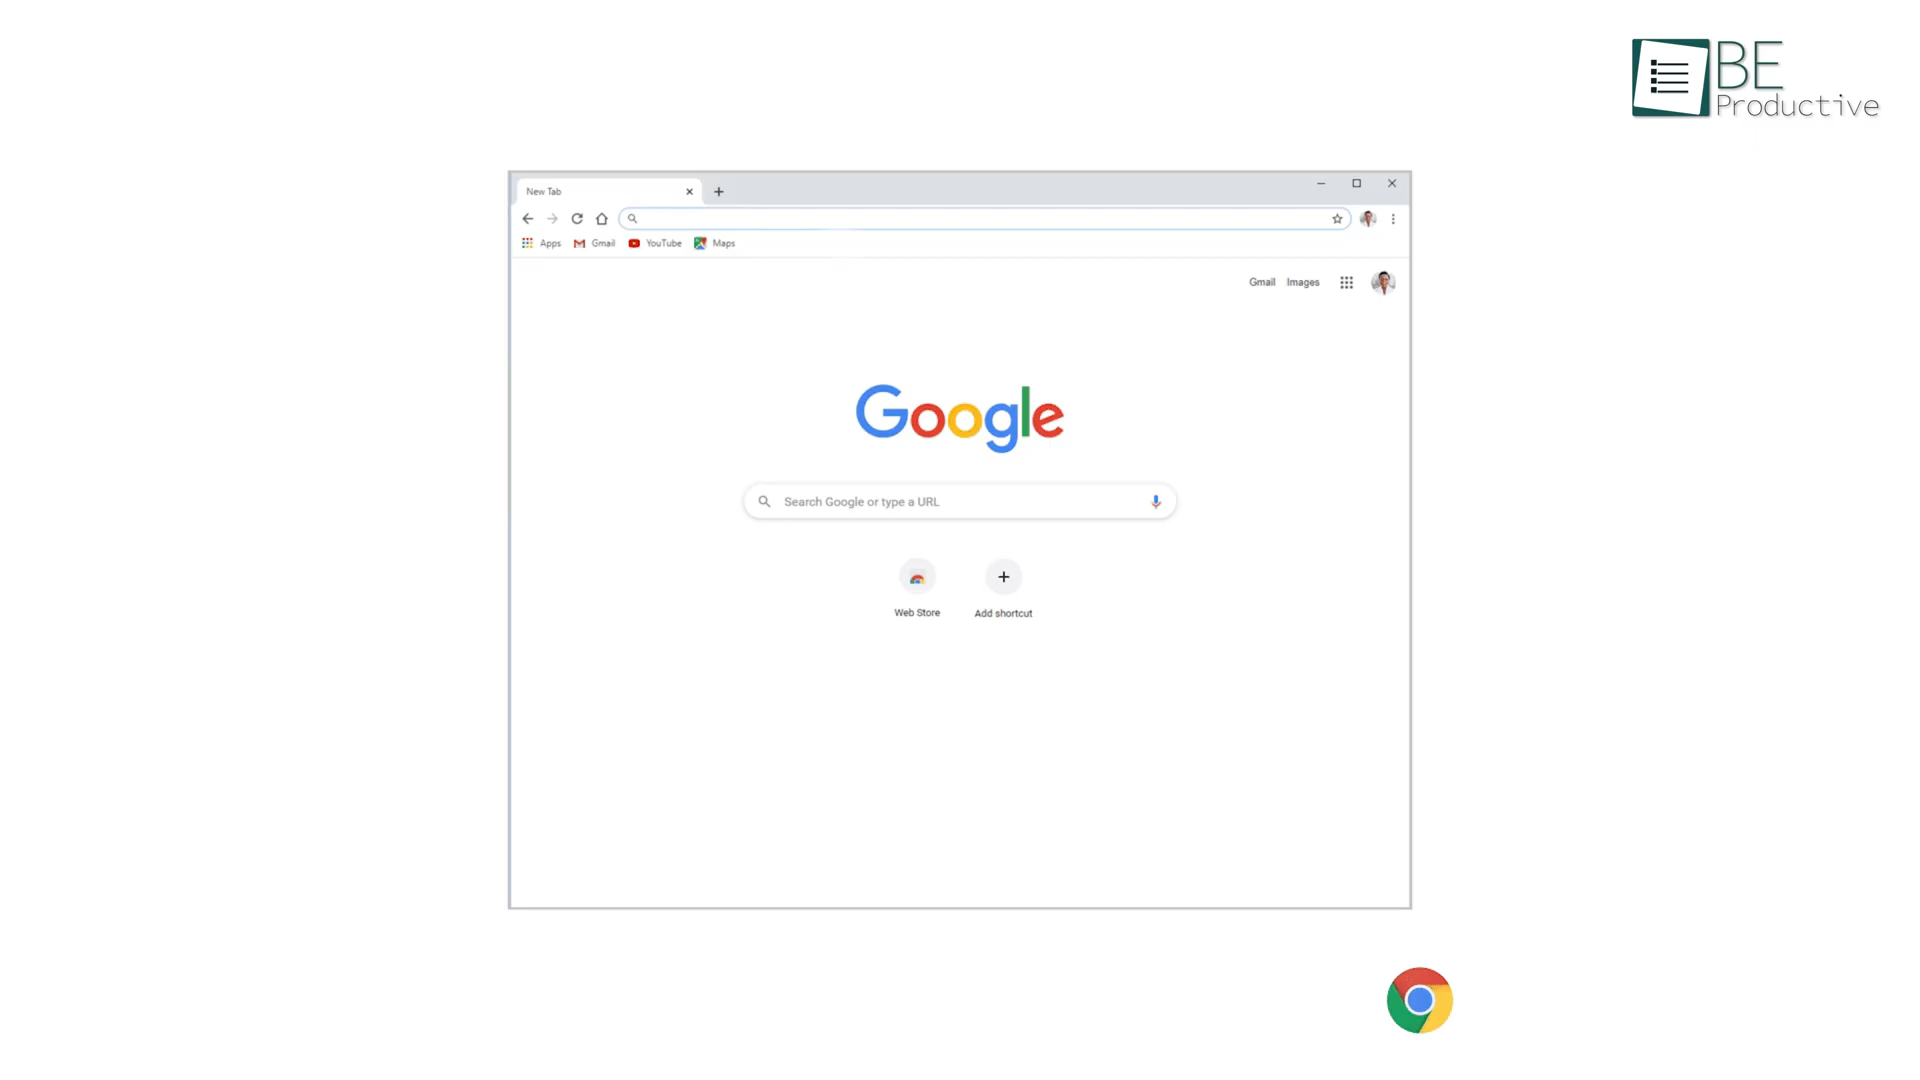 BE
Productive
New Tab
Apps Gmail YouTube Maps
Gmail Images
Google
Search Google or type a URL
Web Store Add shortcut